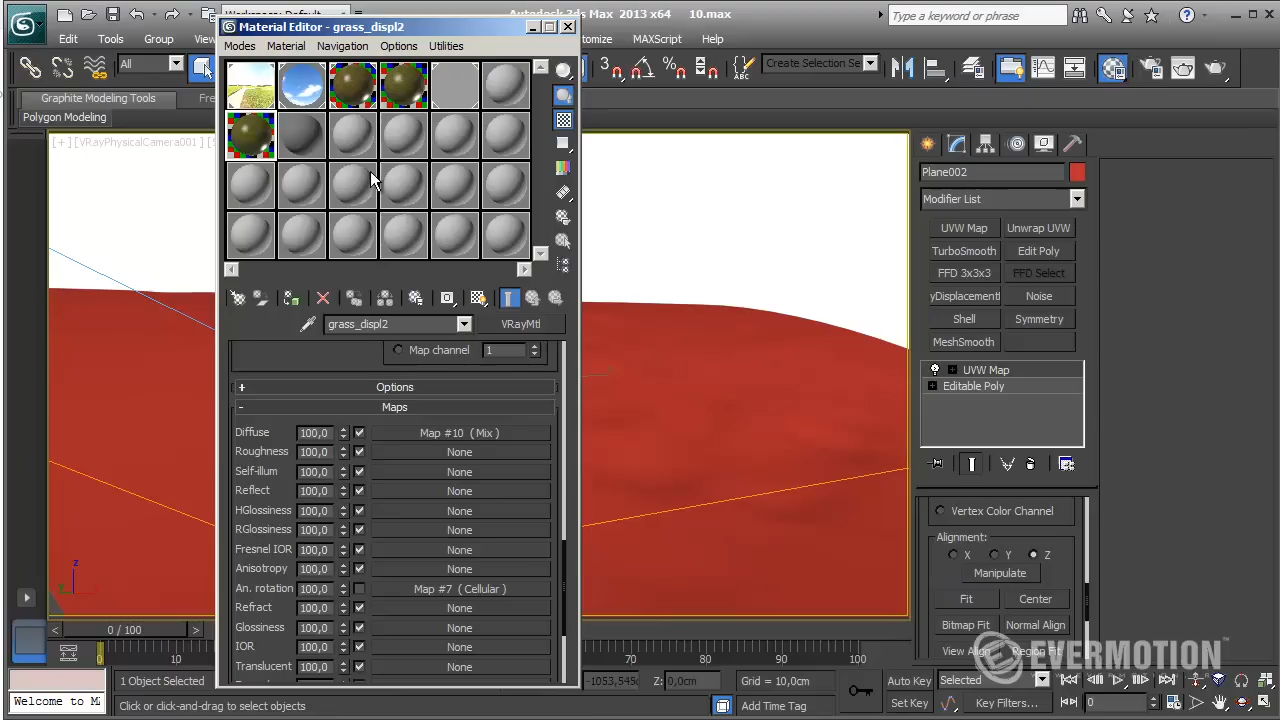 Autodesk 3ds Max 2013 x64 10.max
Type a keyword or phrase
Edit Tools Group
MAXScript Help
Material Editor - grass_displ2
Modes Material Navigation Options Utilities
All
Create Selection Se
Graphite Modeling Tools
Polygon Modeling
[+][VRayPhysicalCamera001]
Plane002
Modifier List
UVW Map Unwrap UVW
TurboSmooth Edit Poly
FFD 3x3x3 FFD Select
yDisplacement Noise
Shell Symmetry
MeshSmooth
UVW Map
Editable Poly
grass_displ2 VRayMtl
Map channel 1
Options
Maps
Diffuse 100,0 Map #10 (Mix)
Roughness 100,0 None
Self-illum 100,0 None
Reflect 100,0 None
HGlossiness 100,0 None
RGlossiness 100,0 None
Fresnel IOR 100,0 None
Anisotropy 100,0 None
An. rotation 100,0 Map #7 (Cellular)
Refract 100,0 None
Glossiness 100,0 None
IOR 100,0 None
Translucent 100,0 None
Vertex Color Channel
Alignment:
X Y Z
Manipulate
Fit Center
Bitmap Fit Normal Align
View Align Region Fit
EVERMOTION
z
0 / 100
10 70 80 90 100
1 Object Selected
Z: 0,0cm
Grid = 10,0cm
Auto Key Selected
Welcome to M
Click or click-and-drag to select objects
Add Time Tag
Set Key Key Filters... 0